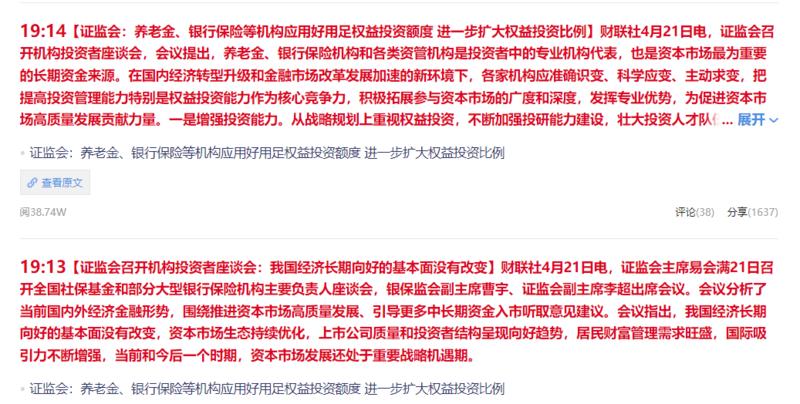 19:14【证监会：养老金、银行保险等机构应用好用足权益投资额度 进一步扩大权益投资比例】财联社4月21日电，证监会召
开机构投资者座谈会，会议提出，养老金、银行保险机构和各类资管机构是投资者中的专业机构代表，也是资本市场最为重要
的长期资金来源。在国内经济转型升级和金融市场改革发展加速的新环境下，各家机构应准确识变、科学应变、主动求变，把
提高投资管理能力特别是权益投资能力作为核心竞争力，积极拓展参与资本市场的广度和深度，发挥专业优势，为促进资本市
场高质量发展贡献力量。一是增强投资能力。从战略规划上重视权益投资，不断加强投研能力建设，壮大投资人才队... 展开
证监会：养老金、银行保险等机构应用好用足权益投资额度 进一步扩大权益投资比例
查看原文
阅38.74W 评论(38) 分享(1637)
19:13【证监会召开机构投资者座谈会：我国经济长期向好的基本面没有改变】财联社4月21日电，证监会主席易会满21日召
开全国社保基金和部分大型银行保险机构主要负责人座谈会，银保监会副主席曹宇、证监会副主席李超出席会议。会议分析了
当前国内外经济金融形势，围绕推进资本市场高质量发展、引导更多中长期资金入市听取意见建议。会议指出，我国经济长期
向好的基本面没有改变，资本市场生态持续优化，上市公司质量和投资者结构呈现向好趋势，居民财富管理需求旺盛，国际吸
引力不断增强，当前和今后一个时期，资本市场发展还处于重要战略机遇期。
证监会：养老金、银行保险等机构应用好用足权益投资额度 进一步扩大权益投资比例